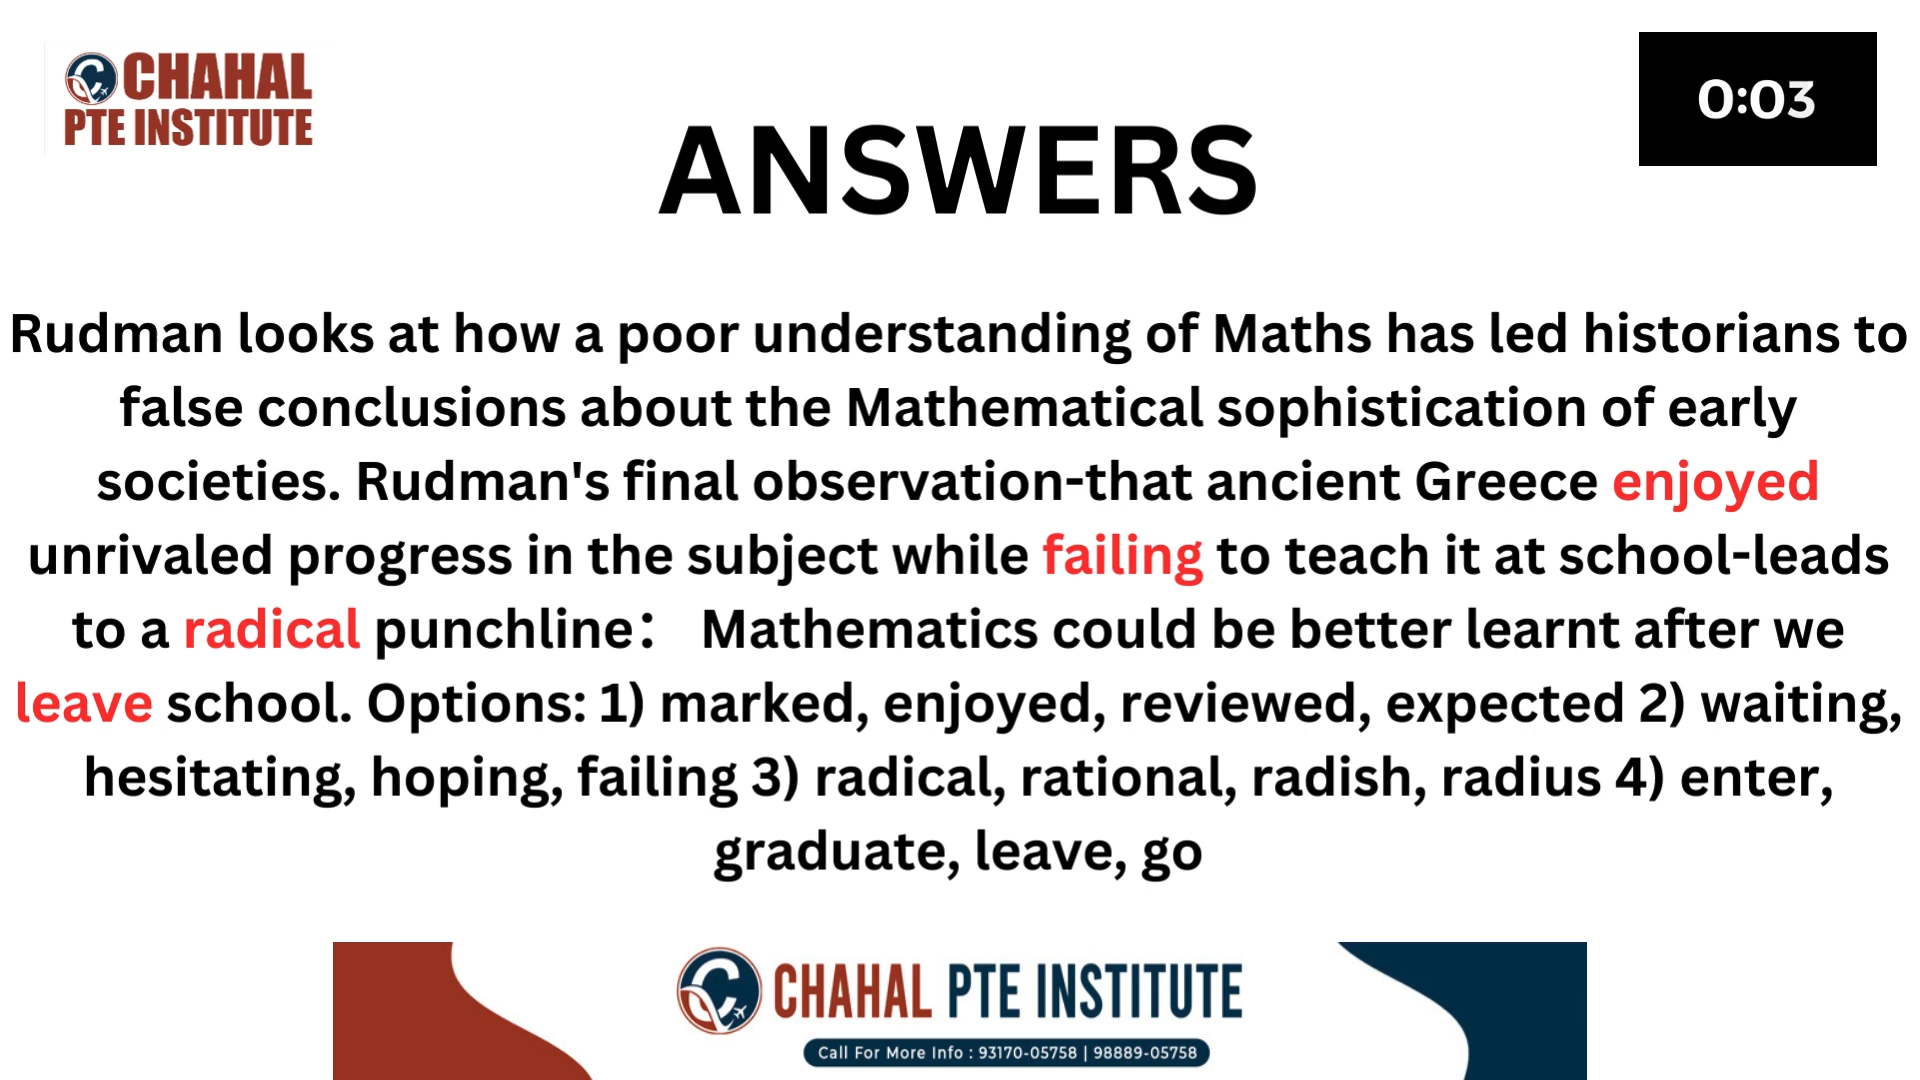 CHAHAL
PTE INSTITUTE
0:03
ANSWERS
Rudman looks at how a poor understanding of Maths has led historians to
false conclusions about the Mathematical sophistication of early
societies. Rudman's final observation-that ancient Greece enjoyed
unrivaled progress in the subject while failing to teach it at school-leads
to a radical punchline： Mathematics could be better learnt after we
leave school. Options: 1) marked, enjoyed, reviewed, expected 2) waiting,
hesitating, hoping, failing 3) radical, rational, radish, radius 4) enter,
graduate, leave, go
CHAHAL PTE INSTITUTE
Call For More Info : 93170-05758 | 98889-05758